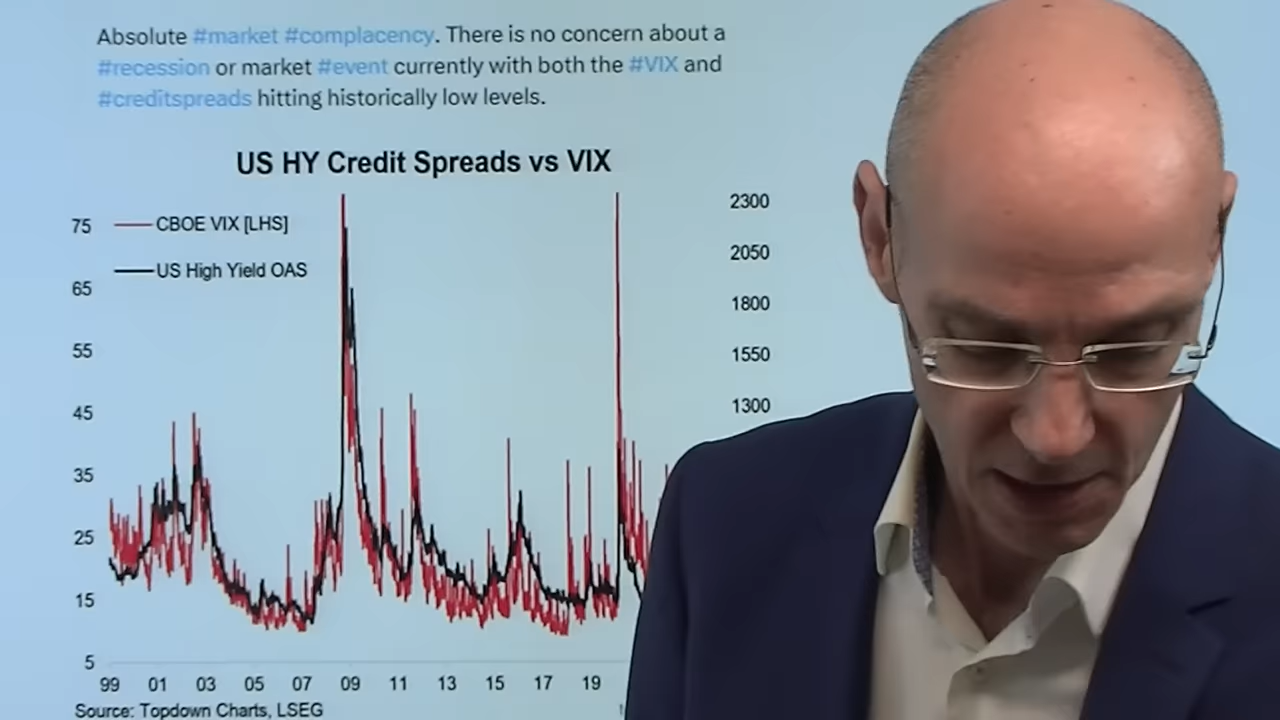 Absolute #market #complacency. There is no concern about a
#recession or market #event currently with both the #VIX and
#creditspreads hitting historically low levels.
US HY Credit Spreads vs VIX
CBOE VIX [LHS]
US High Yield OAS
75
65
55
45
35
25
15
5
2300
2050
1800
1550
1300
99 01 03 05 07 09 11 13 15 17 19
Source: Topdown Charts, LSEG